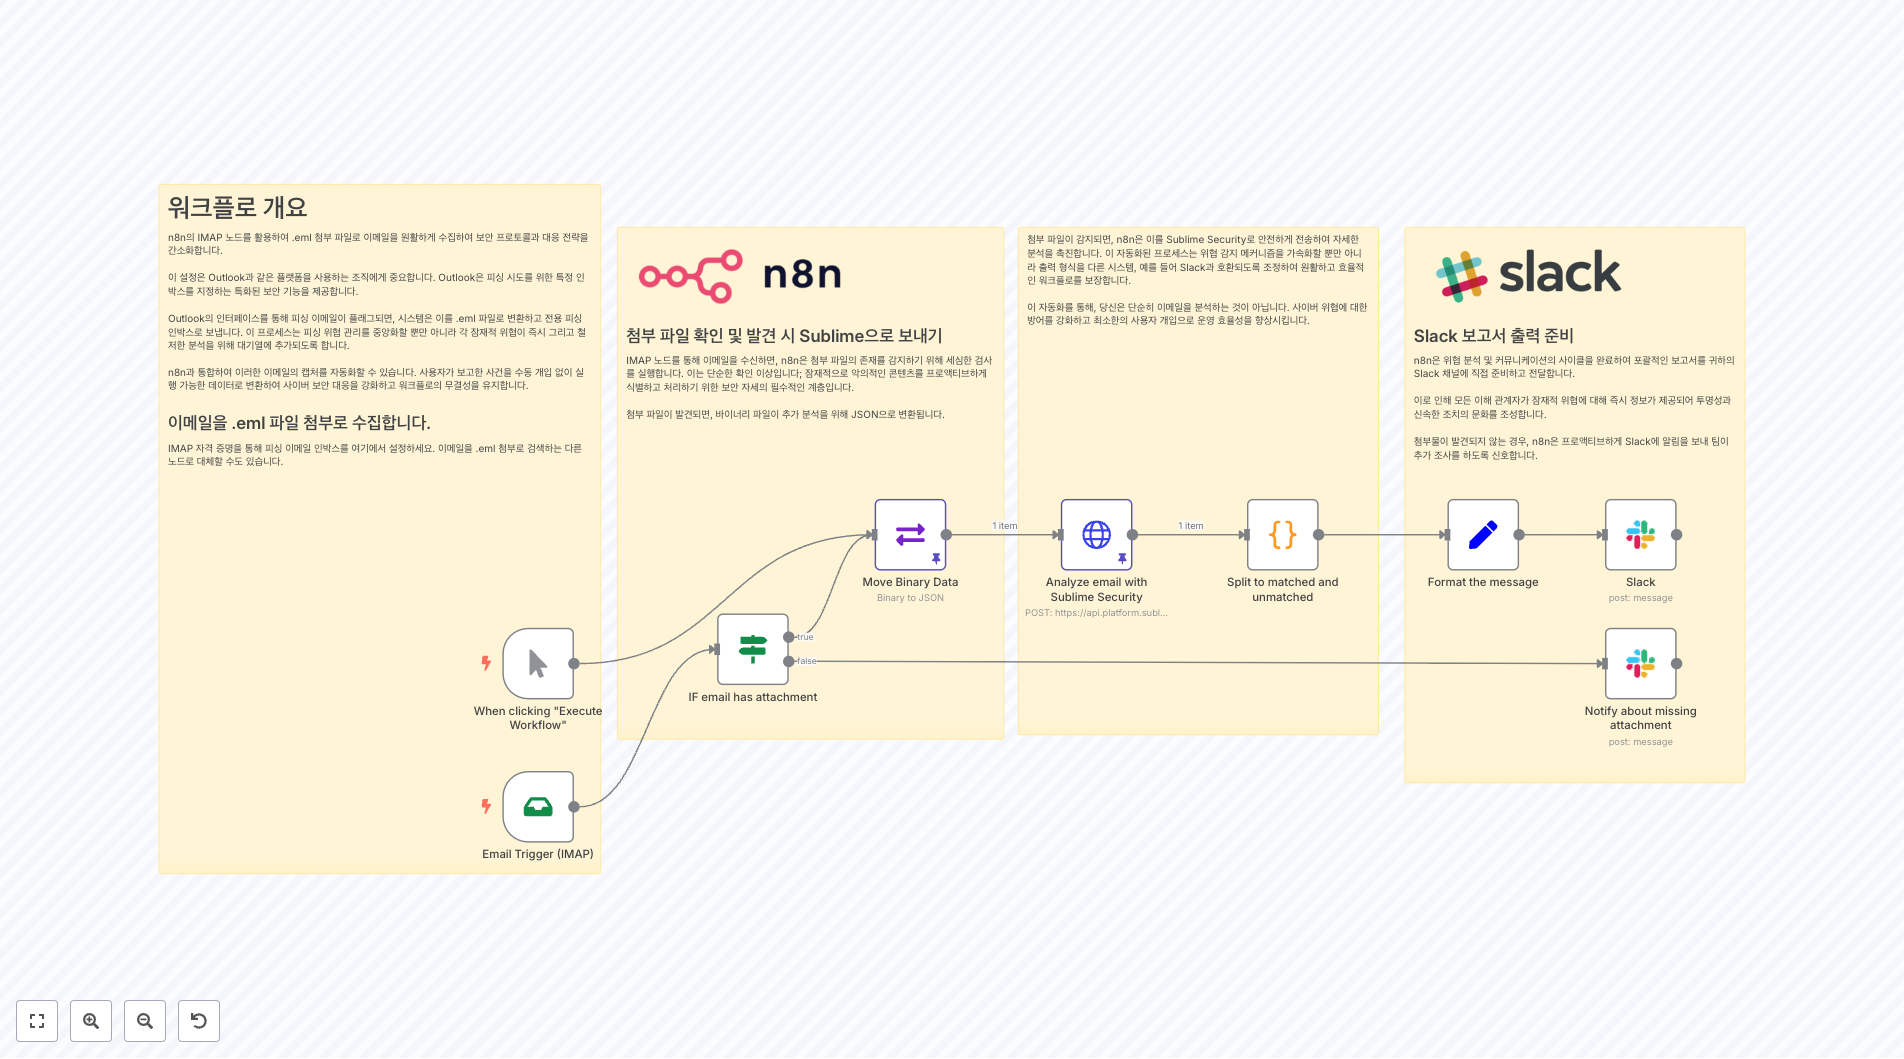 워크플로 개요
n8n의 IMAP 노드를 활용하여 .eml 첨부 파일로 이메일을 원활하게 수집하여 보안 프로토콜과 대응 전략을
간소화합니다.
이 설정은 Outlook과 같은 플랫폼을 사용하는 조직에게 중요합니다. Outlook은 피싱 시도를 위한 특정 인
박스를 지정하는 특화된 보안 기능을 제공합니다.
Outlook의 인터페이스를 통해 피싱 이메일이 플래그되면, 시스템은 이를 .eml 파일로 변환하고 전용 피싱
인박스로 보냅니다. 이 프로세스는 피싱 위협 관리를 중앙화할 뿐만 아니라 각 잠재적 위협이 즉시 그리고 철
저한 분석을 위해 대기열에 추가되도록 합니다.
n8n과 통합하여 이러한 이메일의 캡처를 자동화할 수 있습니다. 사용자가 보고한 사건을 수동 개입 없이 실
행 가능한 데이터로 변환하여 사이버 보안 대응을 강화하고 워크플로의 무결성을 유지합니다.
이메일을 .eml 파일 첨부로 수집합니다.
IMAP 자격 증명을 통해 피싱 이메일 인박스를 여기에서 설정하세요. 이메일을 .eml 첨부로 검색하는 다른
노드로 대체할 수도 있습니다.
When clicking "Execute
Workflow"
Email Trigger (IMAP)
n8n
첨부 파일 확인 및 발견 시 Sublime으로 보내기
IMAP 노드를 통해 이메일을 수신하면, n8n은 첨부 파일의 존재를 감지하기 위해 세심한 검사
를 실행합니다. 이는 단순한 확인 이상입니다; 잠재적으로 악의적인 콘텐츠를 프로액티브하게
식별하고 처리하기 위한 보안 자세의 필수적인 계층입니다.
첨부 파일이 발견되면, 바이너리 파일이 추가 분석을 위해 JSON으로 변환됩니다.
Move Binary Data
Binary to JSON
true
false
IF email has attachment
첨부 파일이 감지되면, n8n은 이를 Sublime Security로 안전하게 전송하여 자세한
분석을 촉진합니다. 이 자동화된 프로세스는 위협 감지 메커니즘을 가속화할 뿐만 아니
라 출력 형식을 다른 시스템, 예를 들어 Slack과 호환되도록 조정하여 원활하고 효율적
인 워크플로를 보장합니다.
이 자동화를 통해, 당신은 단순히 이메일을 분석하는 것이 아닙니다. 사이버 위협에 대한
방어를 강화하고 최소한의 사용자 개입으로 운영 효율성을 향상시킵니다.
1 item
Analyze email with
Sublime Security
POST: https://api.platform.subl...
1 item
Split to matched and
unmatched
slack
Slack 보고서 출력 준비
n8n은 위협 분석 및 커뮤니케이션의 사이클을 완료하여 포괄적인 보고서를 귀하의
Slack 채널에 직접 준비하고 전달합니다.
이로 인해 모든 이해 관계자가 잠재적 위협에 대해 즉시 정보가 제공되어 투명성과
신속한 조치의 문화를 조성합니다.
첨부물이 발견되지 않는 경우, n8n은 프로액티브하게 Slack에 알림을 보내 팀이
추가 조사를 하도록 신호합니다.
Format the message
Slack
post: message
Notify about missing
attachment
post: message